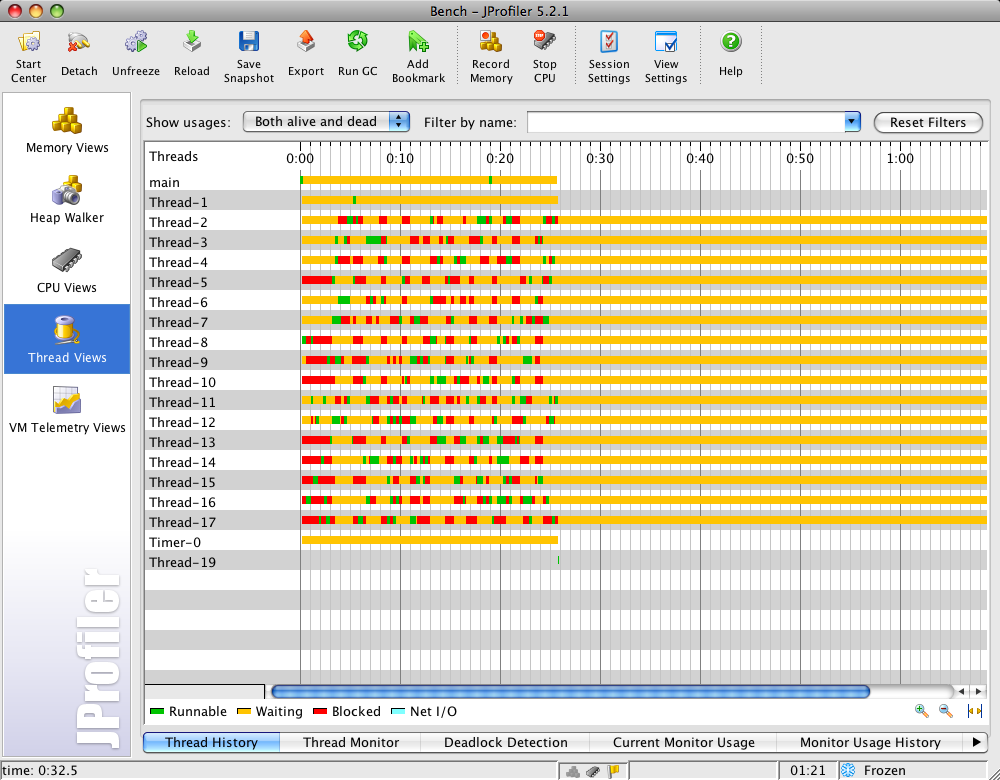 Bench - JProfiler 5.2.1
Start Center
Detach
Unfreeze
Reload
Save Snapshot
Export
Run GC
Add Bookmark
Record Memory
Stop CPU
Session Settings
View Settings
Help
Memory Views
Heap Walker
CPU Views
Thread Views
VM Telemetry Views
JProfiler
Show usages: Both alive and dead Filter by name: Reset Filters
Threads 0:00 0:10 0:20 0:30 0:40 0:50 1:00
main
Thread-1
Thread-2
Thread-3
Thread-4
Thread-5
Thread-6
Thread-7
Thread-8
Thread-9
Thread-10
Thread-11
Thread-12
Thread-13
Thread-14
Thread-15
Thread-16
Thread-17
Timer-0
Thread-19
Runnable Waiting Blocked Net I/O
Thread History Thread Monitor Deadlock Detection Current Monitor Usage Monitor Usage History
time: 0:32.5 01:21 Frozen